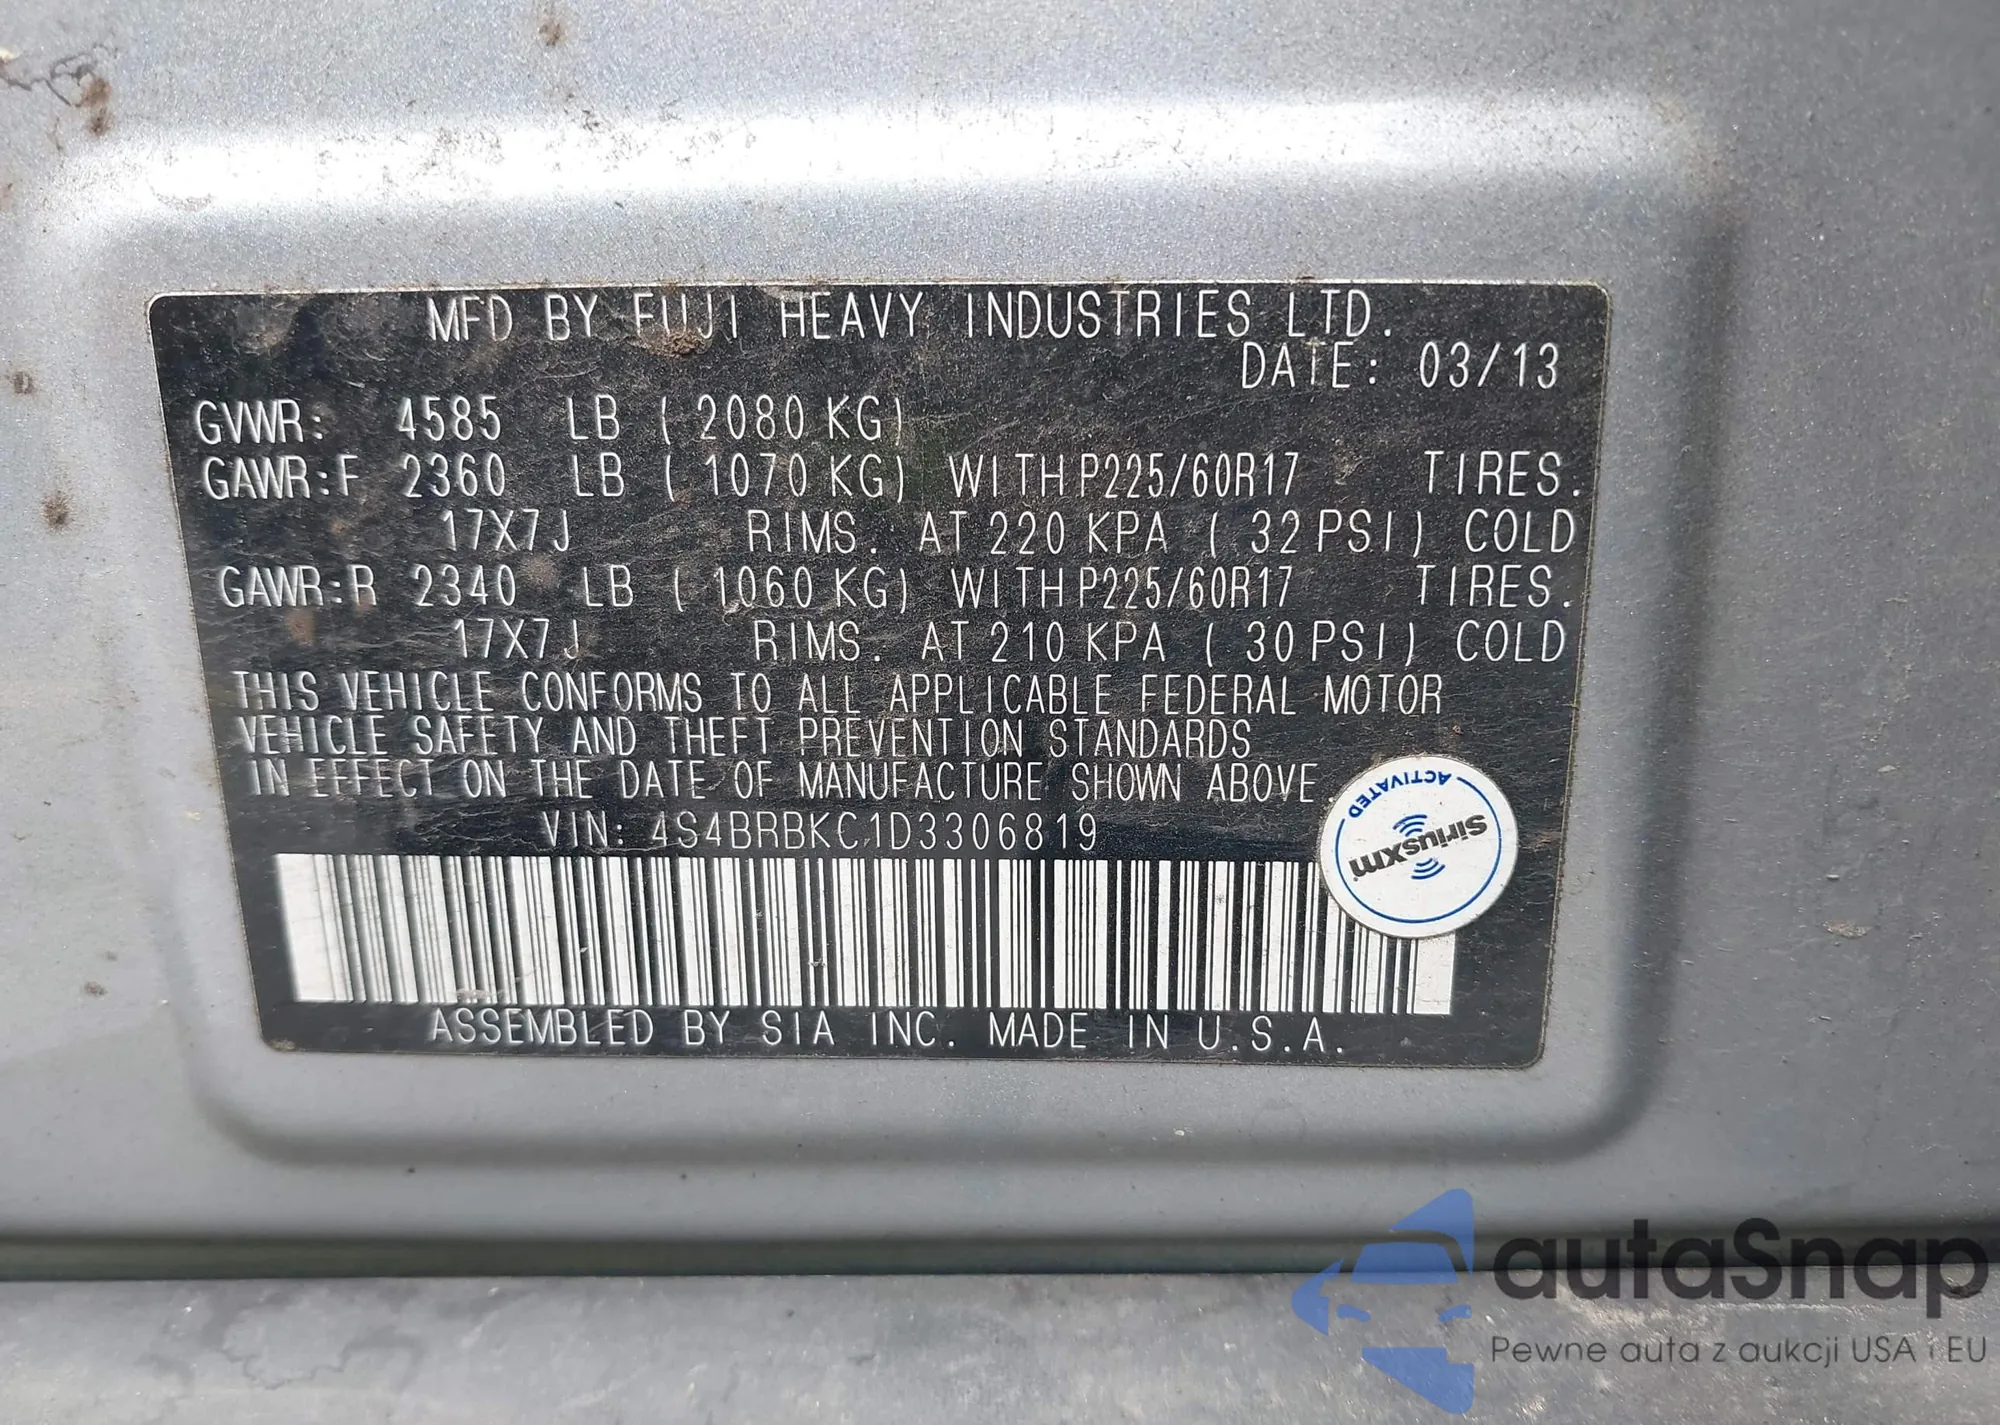 MFD BY FUJI HEAVY INDUSTRIES LTD.
DATE: 03/13
GVWR: 4585 LB ( 2080 KG)
GAWR:F 2360 LB ( 1070 KG) WITH P225/60R17 TIRES.
17X7J RIMS. AT 220 KPA ( 32 PSI) COLD
GAWR:R 2340 LB ( 1060 KG) WITH P225/60R17 TIRES.
17X7J RIMS. AT 210 KPA ( 30 PSI) COLD
THIS VEHICLE CONFORMS TO ALL APPLICABLE FEDERAL MOTOR
VEHICLE SAFETY AND THEFT PREVENTION STANDARDS
IN EFFECT ON THE DATE OF MANUFACTURE SHOWN ABOVE
VIN: 4S4BRBKC1D3306819
ACTIVATED
siriusxm
ASSEMBLED BY SIA INC. MADE IN U.S.A.
autaSnap
Pewne auta z aukcji USA i EU